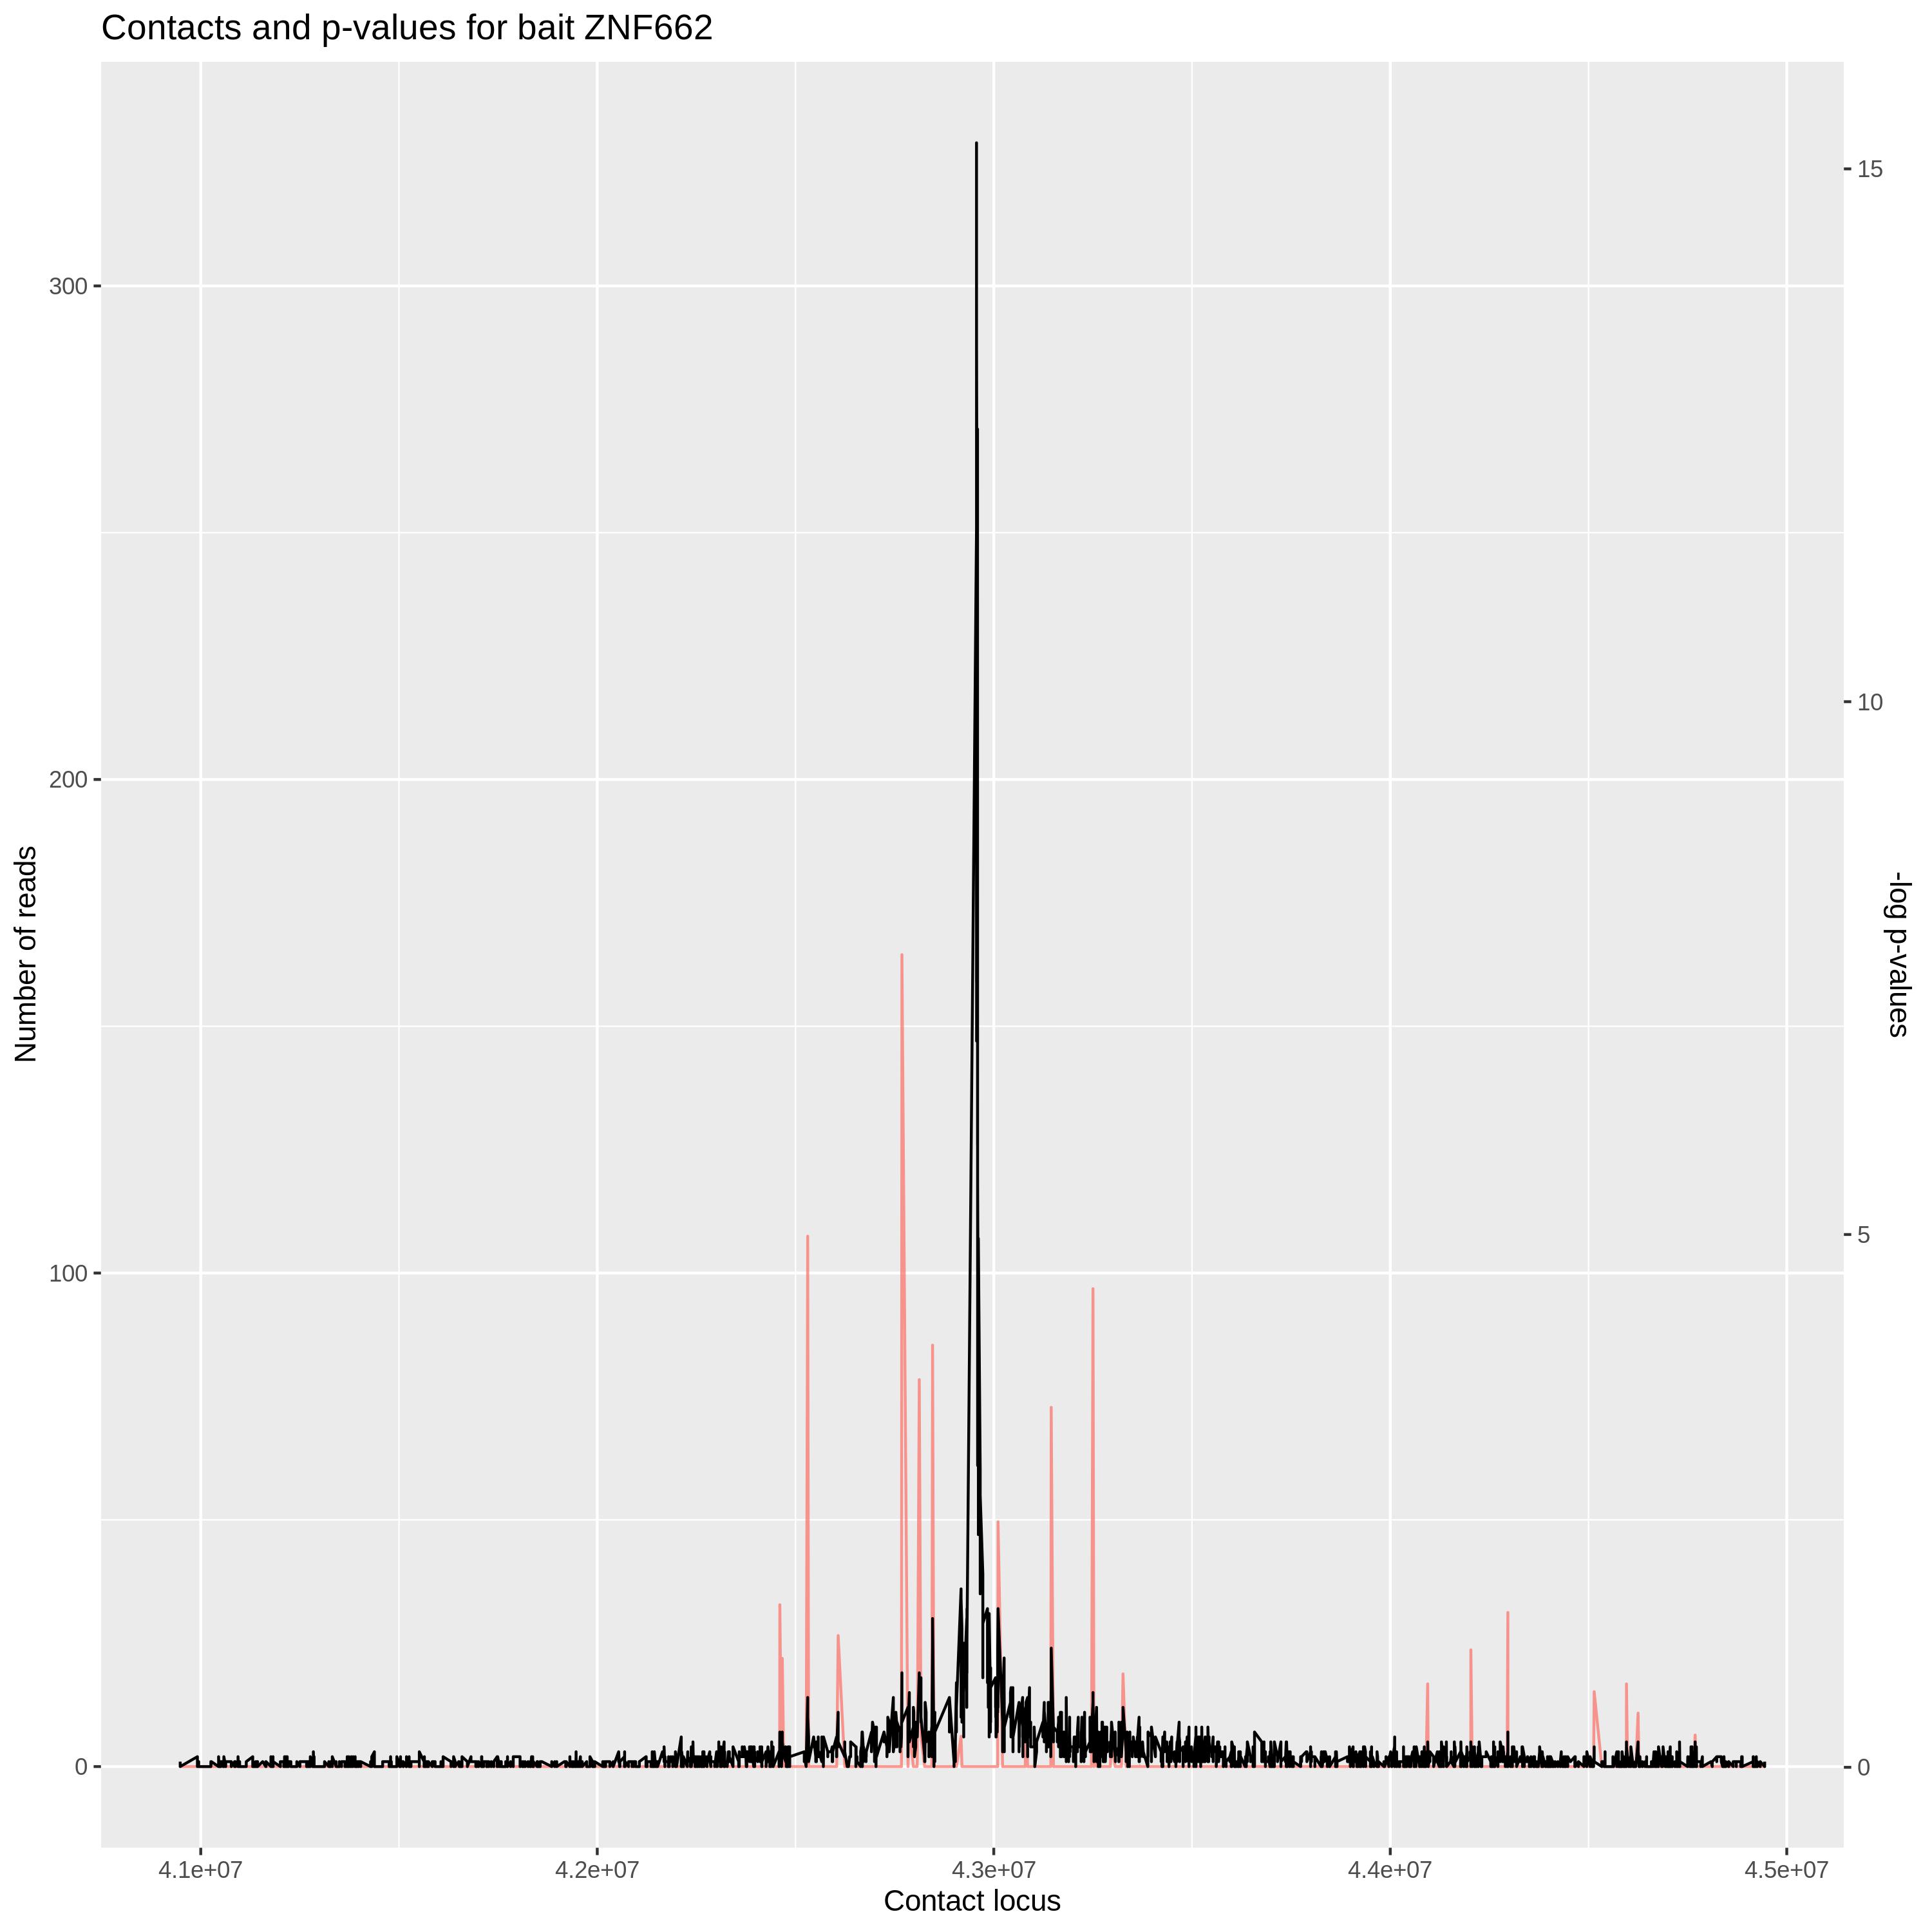 Contacts and p-values for bait ZNF662
Number of reads
300
200
100
0
15
10
5
0
-log p-values
4.1e+07
4.2e+07
4.3e+07
4.4e+07
4.5e+07
Contact locus